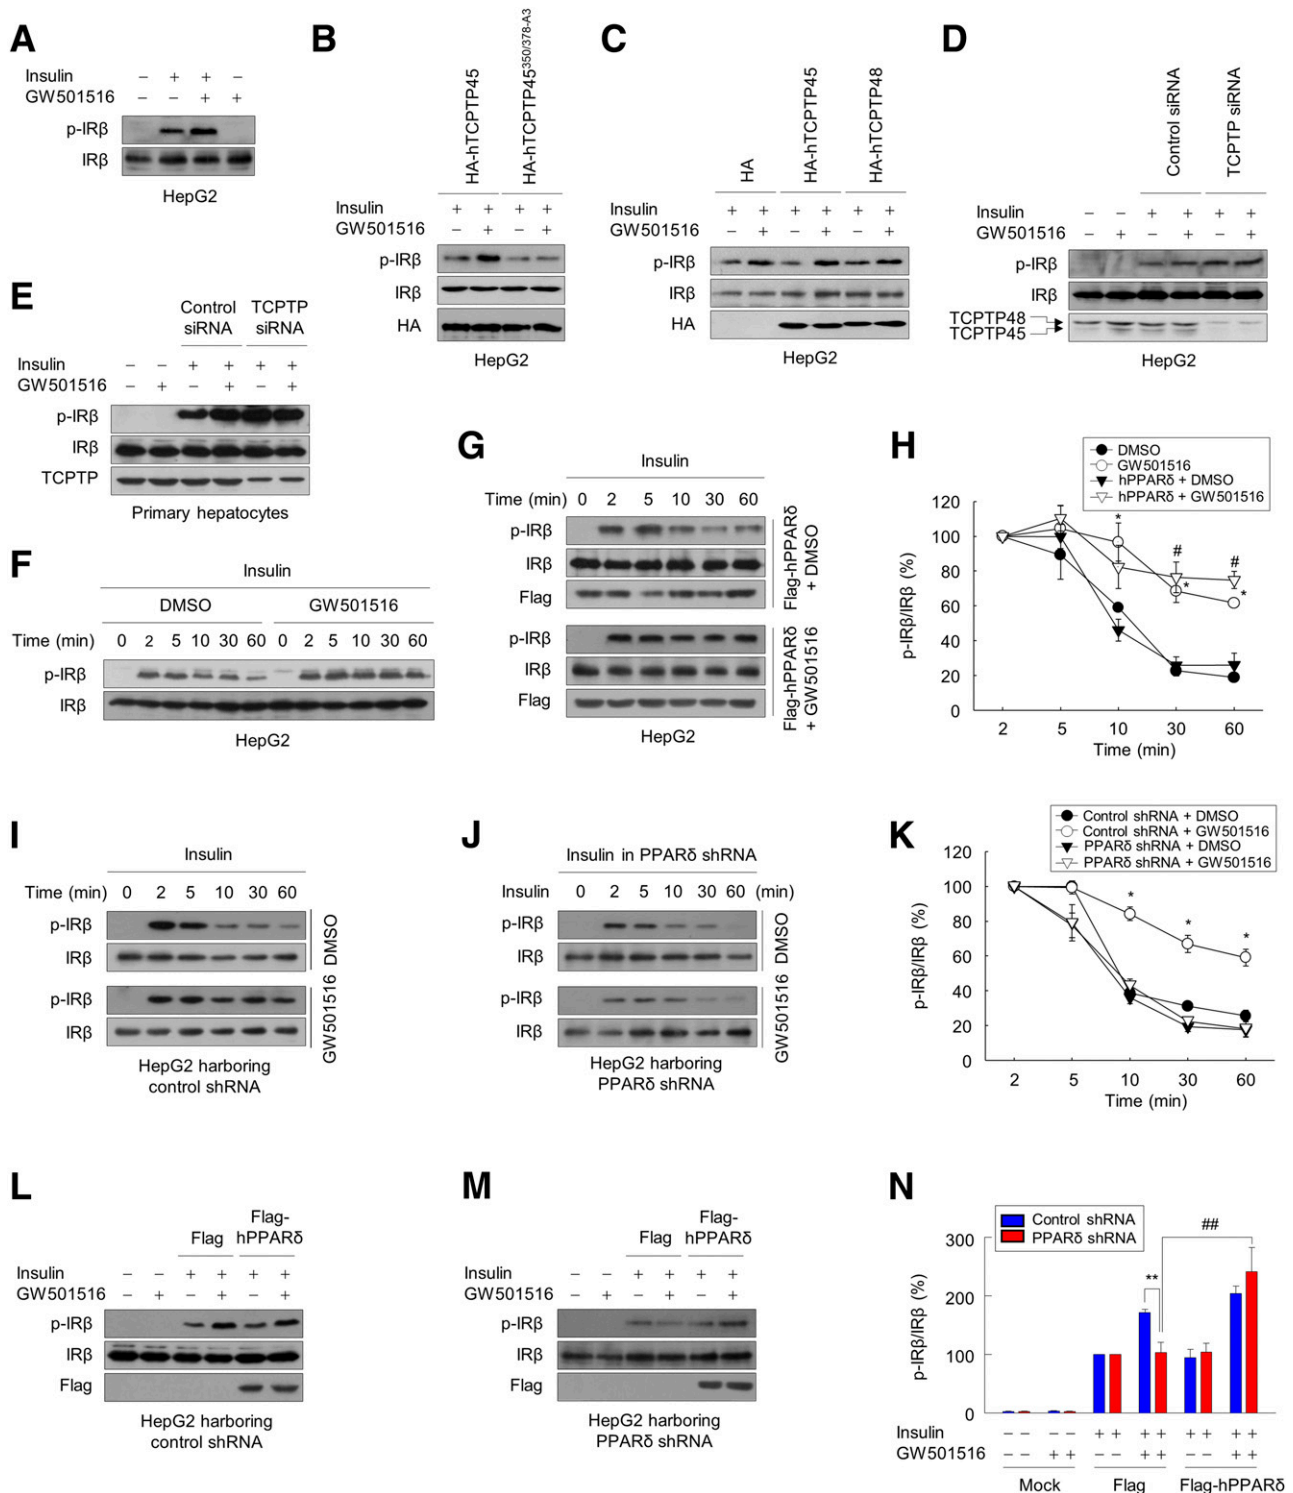 A
Insulin − + + −
GW501516 − − + +
p-IRβ
IRβ
HepG2
B
HA-hTCPTP45
HA-hTCPTP45350/378-A3
Insulin + + + +
GW501516 − + − +
p-IRβ
IRβ
HA
HepG2
C
HA
HA-hTCPTP45
HA-hTCPTP48
Insulin + + + + + +
GW501516 − + − + − +
p-IRβ
IRβ
HA
HepG2
D
Control siRNA
TCPTP siRNA
Insulin − − + + + +
GW501516 − + − + − +
p-IRβ
IRβ
TCPTP48
TCPTP45
HepG2
E
Control siRNA
TCPTP siRNA
Insulin − − + + + +
GW501516 − + − + − +
p-IRβ
IRβ
TCPTP
Primary hepatocytes
F
Insulin
DMSO GW501516
Time (min) 0 2 5 10 30 60 0 2 5 10 30 60
p-IRβ
IRβ
HepG2
G
Insulin
Time (min) 0 2 5 10 30 60
p-IRβ
IRβ
Flag
Flag-hPPARδ + DMSO
p-IRβ
IRβ
Flag
Flag-hPPARδ + GW501516
HepG2
H
DMSO
GW501516
hPPARδ + DMSO
hPPARδ + GW501516
p-IRβ/IRβ (%)
120
100
80
60
40
20
0
* # * # *
2 5 10 30 60
Time (min)
I
Insulin
Time (min) 0 2 5 10 30 60
p-IRβ
IRβ
DMSO
p-IRβ
IRβ
GW501516
HepG2 harboring
control shRNA
J
Insulin in PPARδ shRNA
Insulin 0 2 5 10 30 60 (min)
p-IRβ
IRβ
DMSO
p-IRβ
IRβ
GW501516
HepG2 harboring
PPARδ shRNA
K
Control shRNA + DMSO
Control shRNA + GW501516
PPARδ shRNA + DMSO
PPARδ shRNA + GW501516
p-IRβ/IRβ (%)
120
100
80
60
40
20
0
* * *
2 5 10 30 60
Time (min)
L
Flag
Flag-
hPPARδ
Insulin − − + + + +
GW501516 − + − + − +
p-IRβ
IRβ
Flag
HepG2 harboring
control shRNA
M
Flag
Flag-
hPPARδ
Insulin − − + + + +
GW501516 − + − + − +
p-IRβ
IRβ
Flag
HepG2 harboring
PPARδ shRNA
N
Control shRNA
PPARδ shRNA
p-IRβ/IRβ (%)
300
200
100
0
** ##
Insulin − − − − + + + + + + + +
GW501516 − − + + − − + + − − + +
Mock Flag Flag-hPPARδ